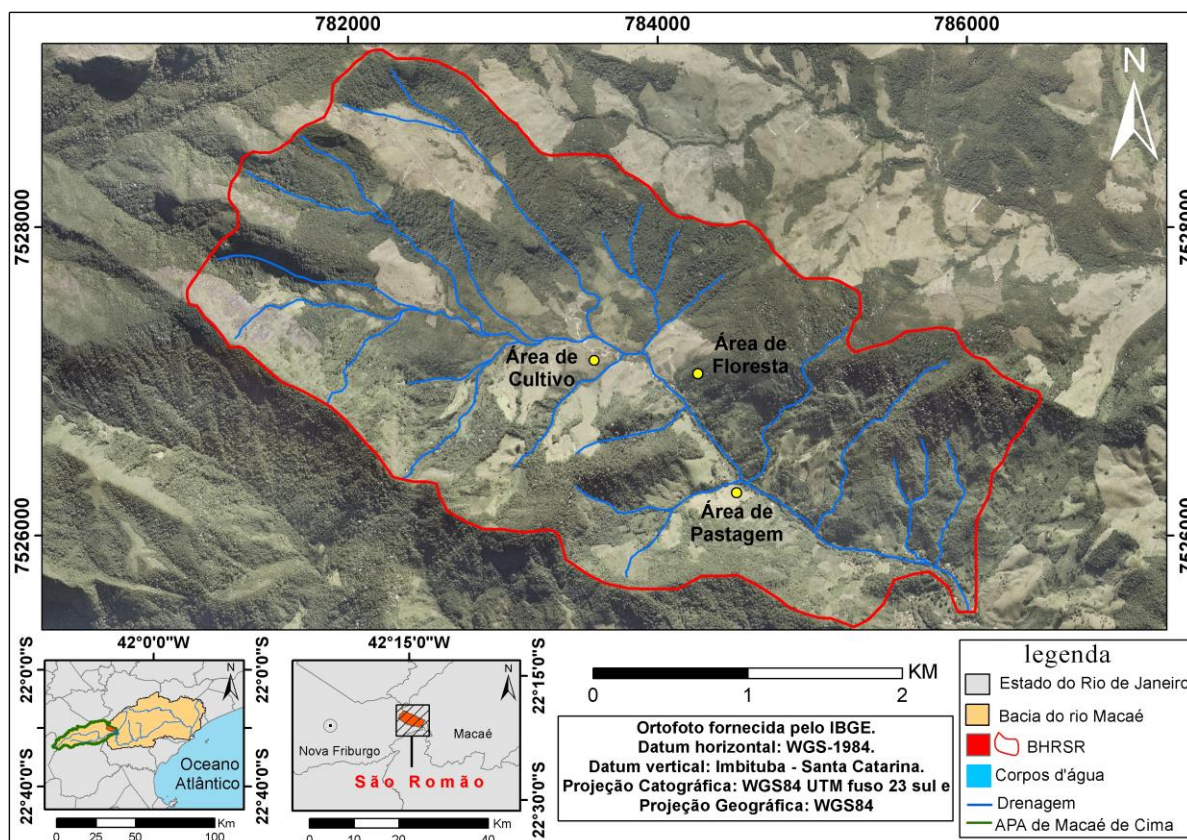 782000
784000
786000
7528000
7528000
7526000
7526000
N
Área de
Cultivo
Área de
Floresta
Área de
Pastagem
42°0'0"W
22°0'0"S
22°0'0"S
22°40'0"S
22°40'0"S
N
Oceano
Atlântico
0 25 50 100
Km
42°15'0"W
22°15'0"S
22°30'0"S
N
Nova Friburgo
Macaé
São Romão
0 20 40
Km
KM
0 1 2
Ortofoto fornecida pelo IBGE.
Datum horizontal: WGS-1984.
Datum vertical: Imbituba - Santa Catarina.
Projeção Catográfica: WGS84 UTM fuso 23 sul e
Projeção Geográfica: WGS84
legenda
Estado do Rio de Janeiro
Bacia do rio Macaé
BHRSR
Corpos d'água
Drenagem
APA de Macaé de Cima